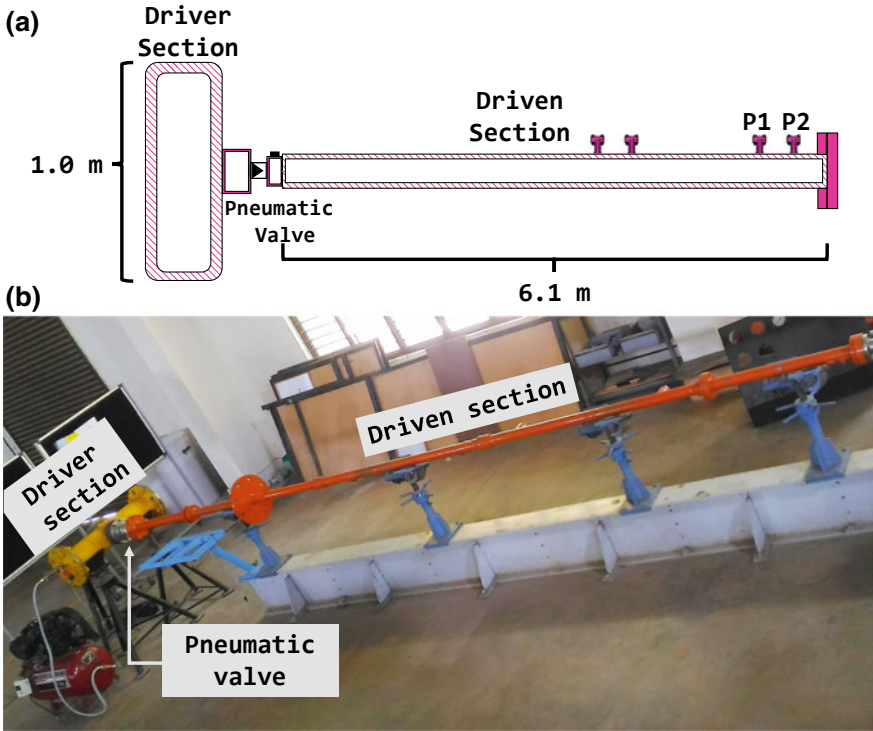 (a)
Driver
Section
1.0 m
Driven
Section
P1 P2
Pneumatic
Valve
6.1 m
(b)
Driver
section
Driven section
Pneumatic
valve